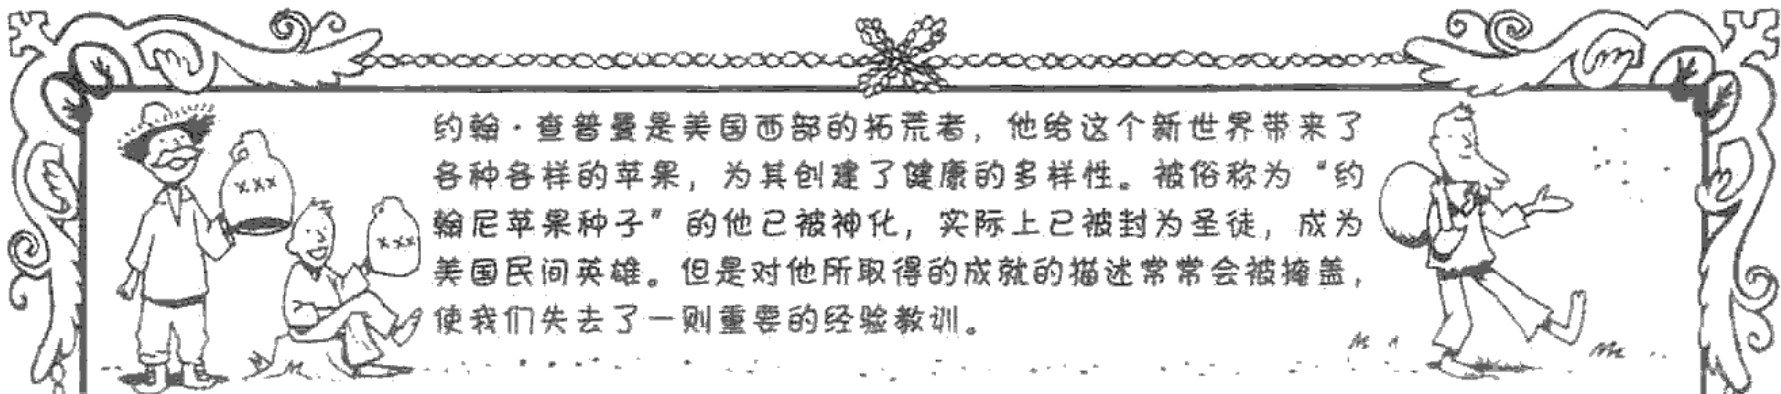 约翰·查普曼是美国西部的拓荒者，他给这个新世界带来了
各种各样的苹果，为其创建了健康的多样性。被俗称为“约
翰尼苹果种子”的他已被神化，实际上已被封为圣徒，成为
美国民间英雄。但是对他所取得的成就的描述常常会被掩盖，
使我们失去了一则重要的经验教训。
xxx
xxx